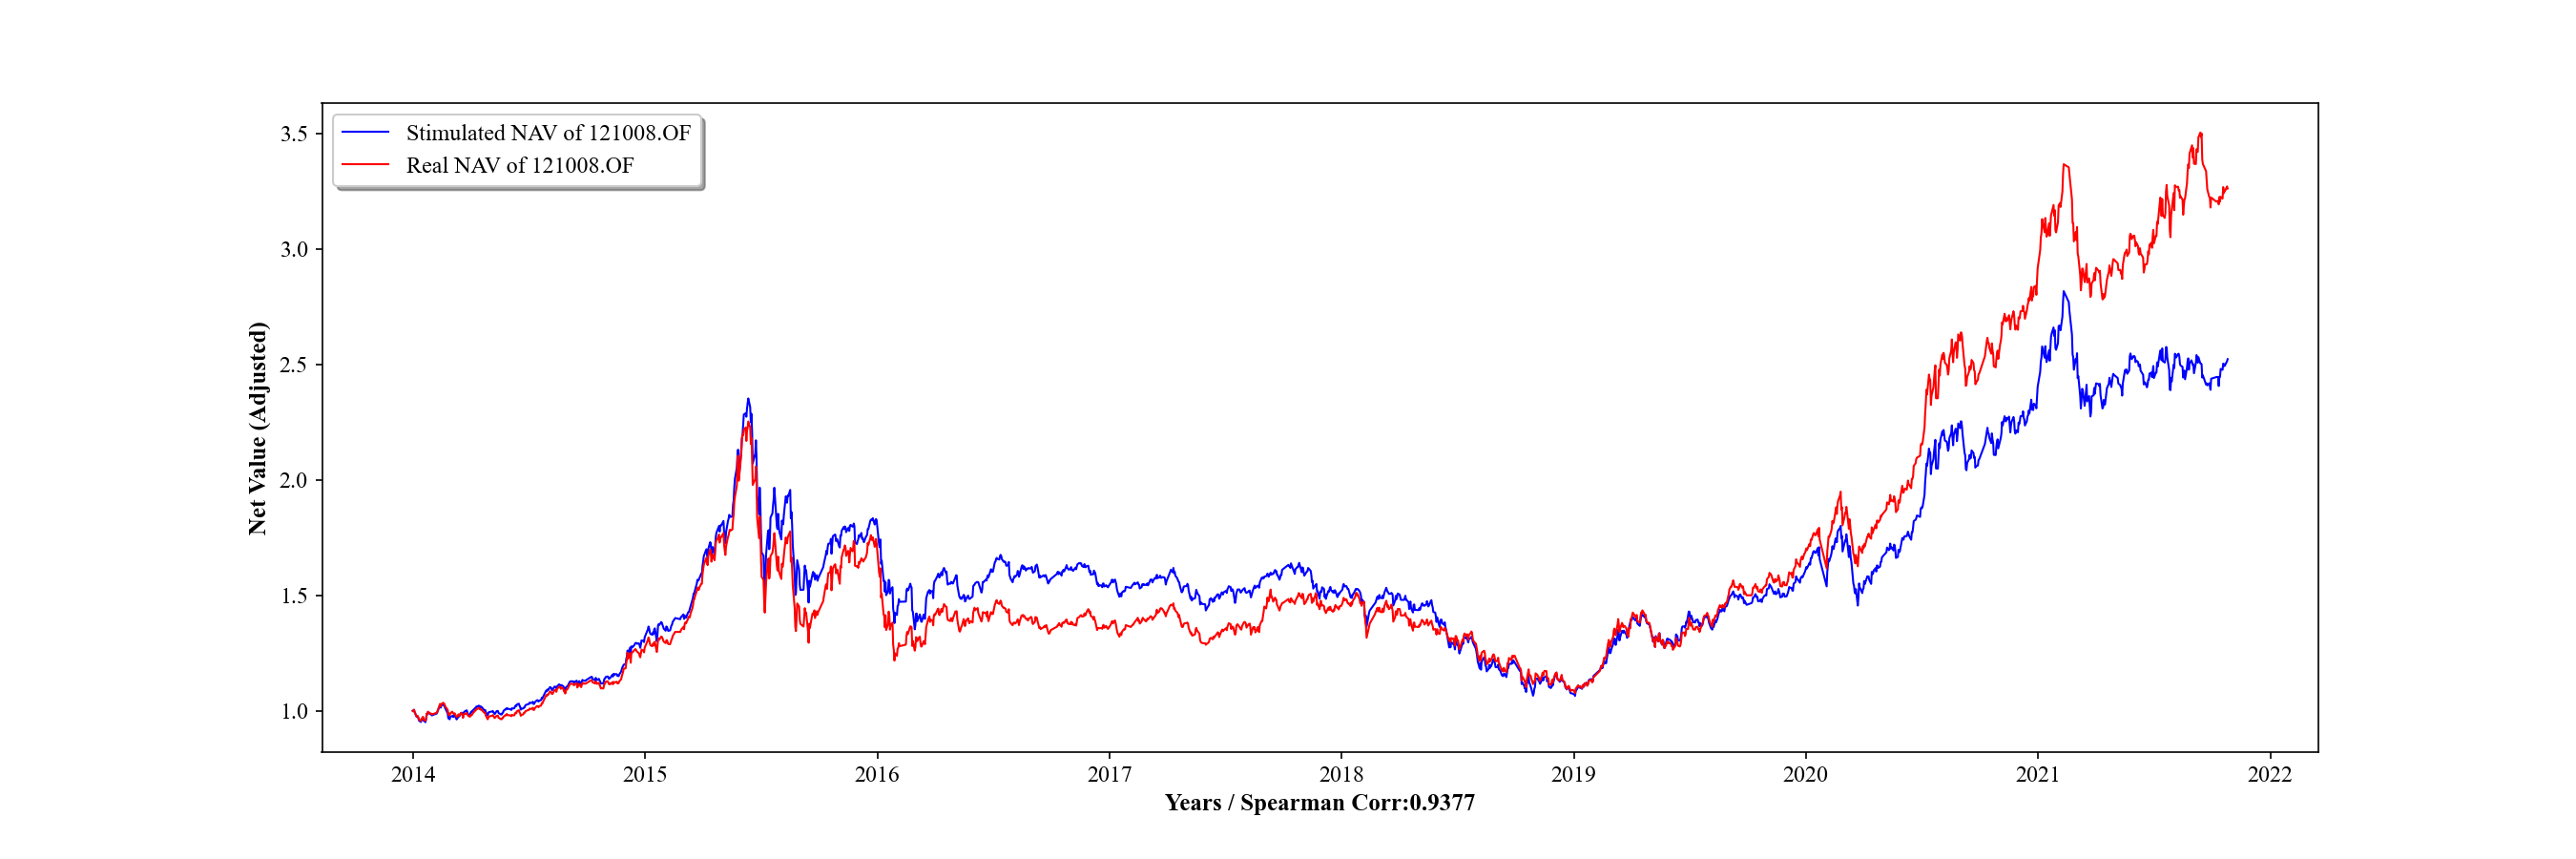 Stimulated NAV of 121008.OF
Real NAV of 121008.OF
3.5
3.0
2.5
2.0
1.5
1.0
Net Value (Adjusted)
2014 2015 2016 2017 2018 2019 2020 2021 2022
Years / Spearman Corr:0.9377